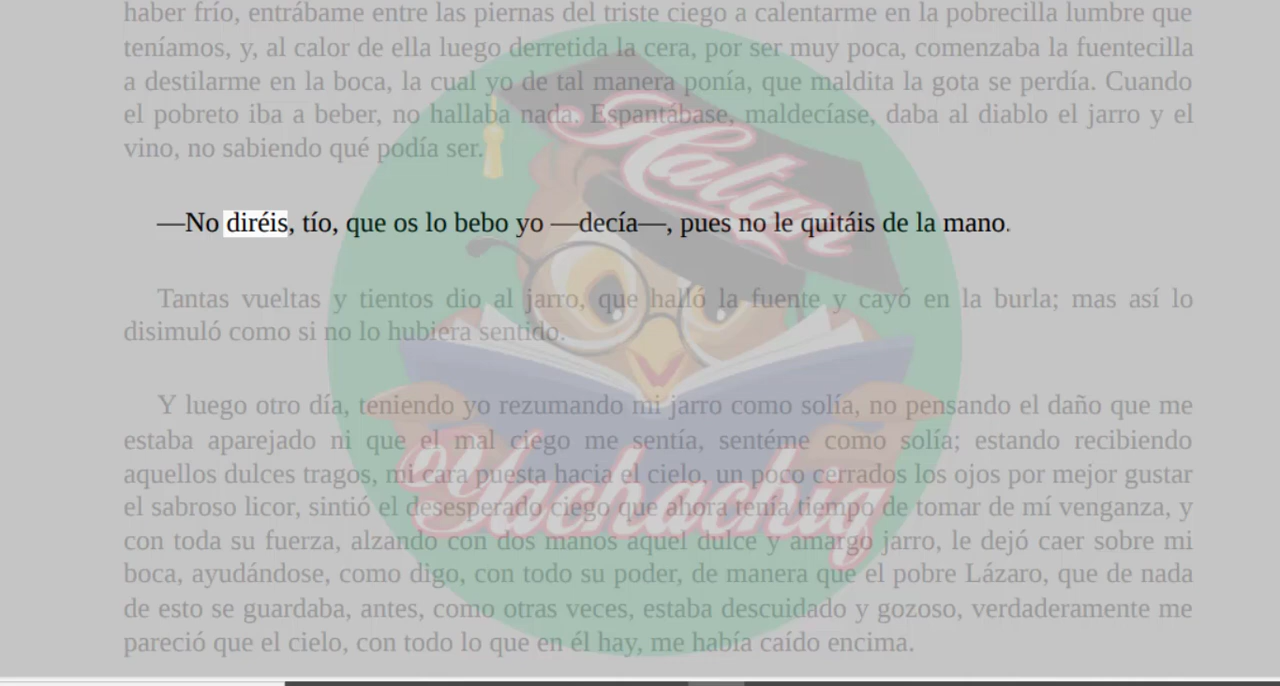 haber frío, entrábame entre las piernas del triste ciego a calentarme en la pobrecilla lumbre que
teníamos, y, al calor de ella luego derretida la cera, por ser muy poca, comenzaba la fuentecilla
a destilarme en la boca, la cual yo de tal manera ponía, que maldita la gota se perdía. Cuando
el pobreto iba a beber, no hallaba nada. Espantábase, maldecíase, daba al diablo el jarro y el
vino, no sabiendo qué podía ser.
—No diréis, tío, que os lo bebo yo —decía—, pues no le quitáis de la mano.
Tantas vueltas y tientos dio al jarro, que halló la fuente y cayó en la burla; mas así lo
disimuló como si no lo hubiera sentido.
Y luego otro día, teniendo yo rezumando mi jarro como solía, no pensando el daño que me
estaba aparejado ni que el mal ciego me sentía, sentéme como solía; estando recibiendo
aquellos dulces tragos, mi cara puesta hacia el cielo, un poco cerrados los ojos por mejor gustar
el sabroso licor, sintió el desesperado ciego que ahora tenía tiempo de tomar de mí venganza, y
con toda su fuerza, alzando con dos manos aquel dulce y amargo jarro, le dejó caer sobre mi
boca, ayudándose, como digo, con todo su poder, de manera que el pobre Lázaro, que de nada
de esto se guardaba, antes, como otras veces, estaba descuidado y gozoso, verdaderamente me
pareció que el cielo, con todo lo que en él hay, me había caído encima.
Hatun
Yachachiq